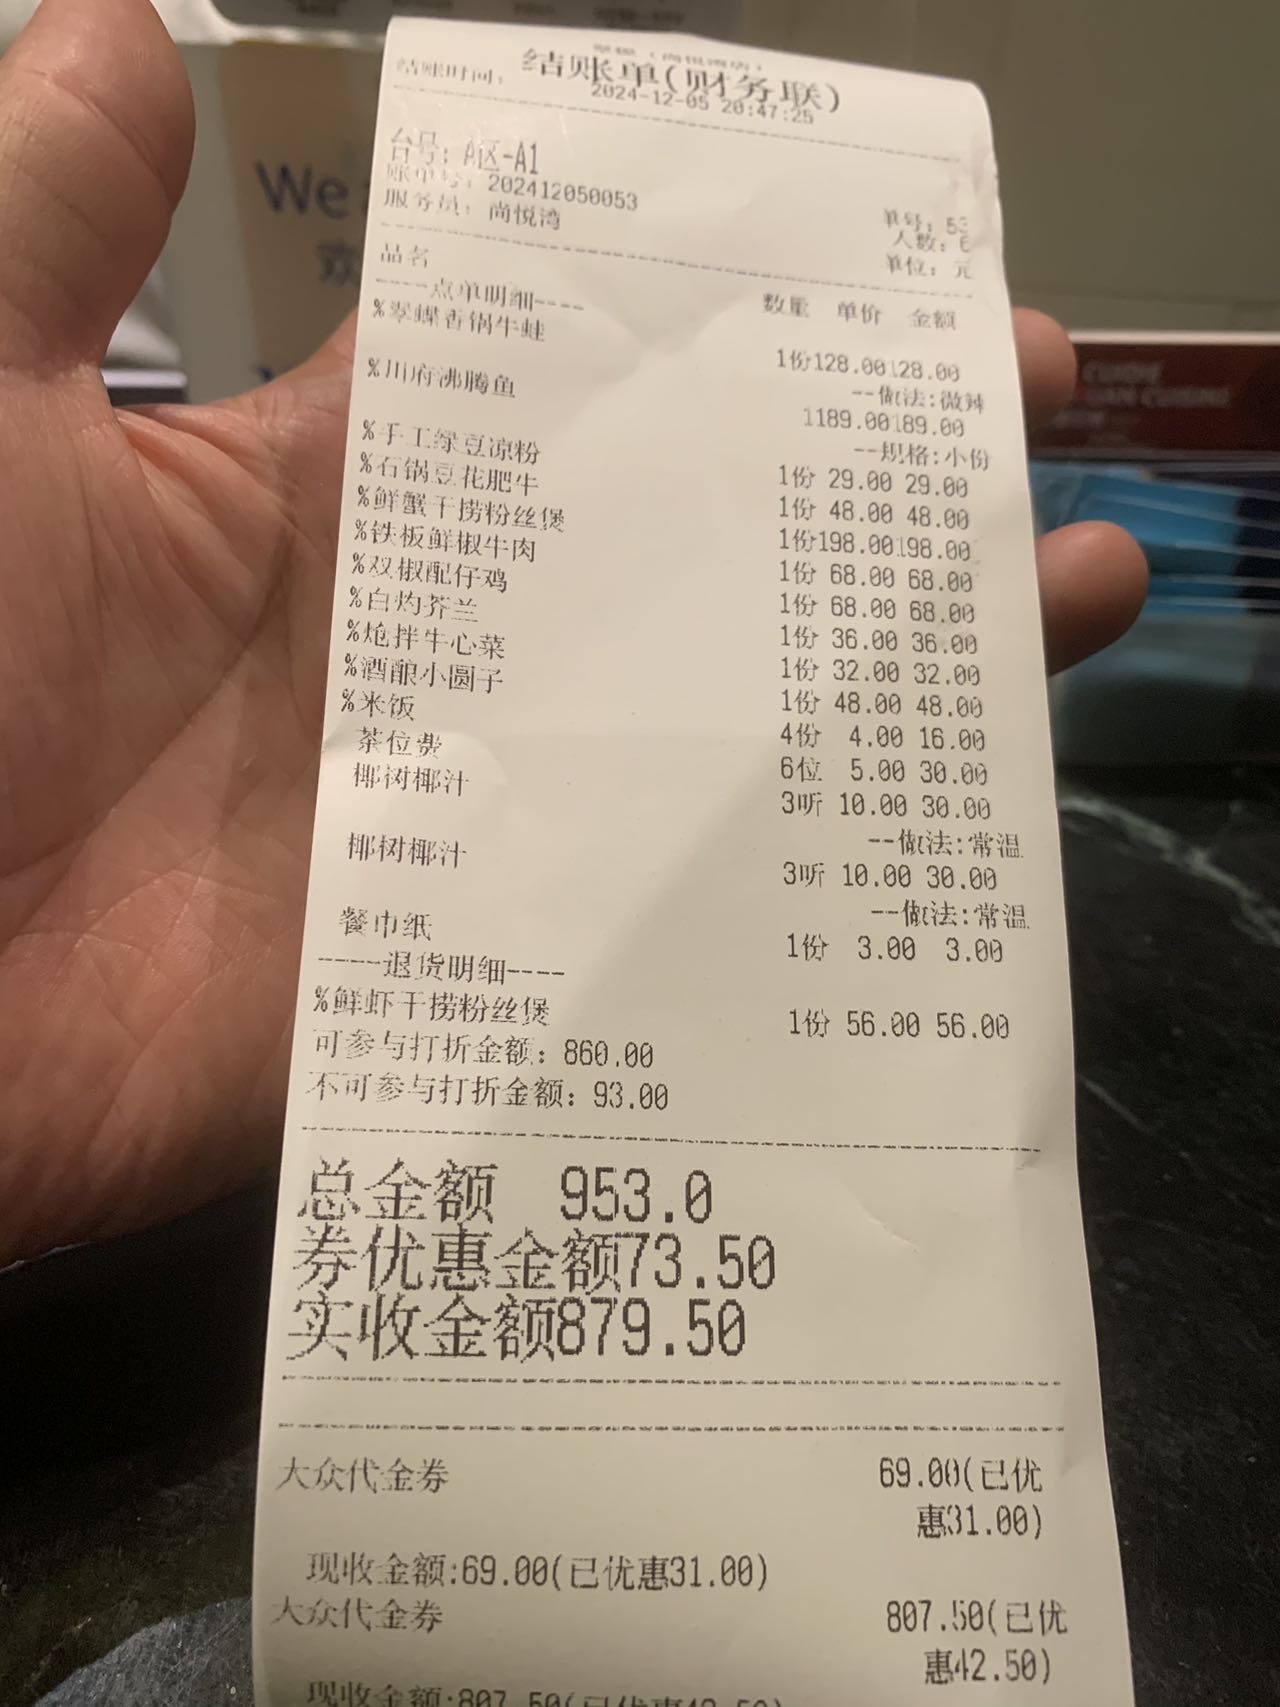 结账单(财务联)
结账时间: 2024-12-05 20:47:25
台号: A区-A1
账单号: 202412050053 单号: 53
服务员: 尚悦湾 人数: 6
单位: 元
品名 数量 单价 金额
----点单明细----
%翠蝶香锅牛蛙 1份128.00128.00
--做法:微辣
%川府沸腾鱼 1189.00189.00
--规格:小份
%手工绿豆凉粉 1份 29.00 29.00
%石锅豆花肥牛 1份 48.00 48.00
%鲜蟹干捞粉丝煲 1份198.00198.00
%铁板鲜椒牛肉 1份 68.00 68.00
%双椒配仔鸡 1份 68.00 68.00
%白灼芥兰 1份 36.00 36.00
%炝拌牛心菜 1份 32.00 32.00
%酒酿小圆子 1份 48.00 48.00
%米饭 4份 4.00 16.00
茶位费 6位 5.00 30.00
椰树椰汁 3听 10.00 30.00
--做法:常温
椰树椰汁 3听 10.00 30.00
--做法:常温
餐巾纸 1份 3.00 3.00
-----退货明细----
%鲜虾干捞粉丝煲 1份 56.00 56.00
可参与打折金额: 860.00
不可参与打折金额: 93.00
总金额 953.0
券优惠金额73.50
实收金额879.50
大众代金券 69.00(已优
惠31.00)
现收金额:69.00(已优惠31.00)
大众代金券 807.50(已优
惠42.50)
现收金额:807.50(已优惠42.50)
We
欢